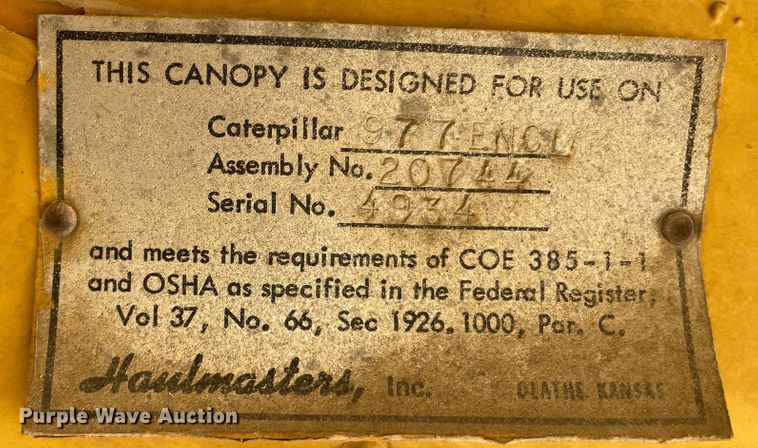 THIS CANOPY IS DESIGNED FOR USE ON
Caterpillar 977 ENCL
Assembly No. 20744
Serial No. 4934
and meets the requirements of COE 385-1-1
and OSHA as specified in the Federal Register,
Vol 37, No. 66, Sec 1926.1000, Par. C.
Haulmasters, Inc. OLATHE KANSAS
Purple Wave Auction